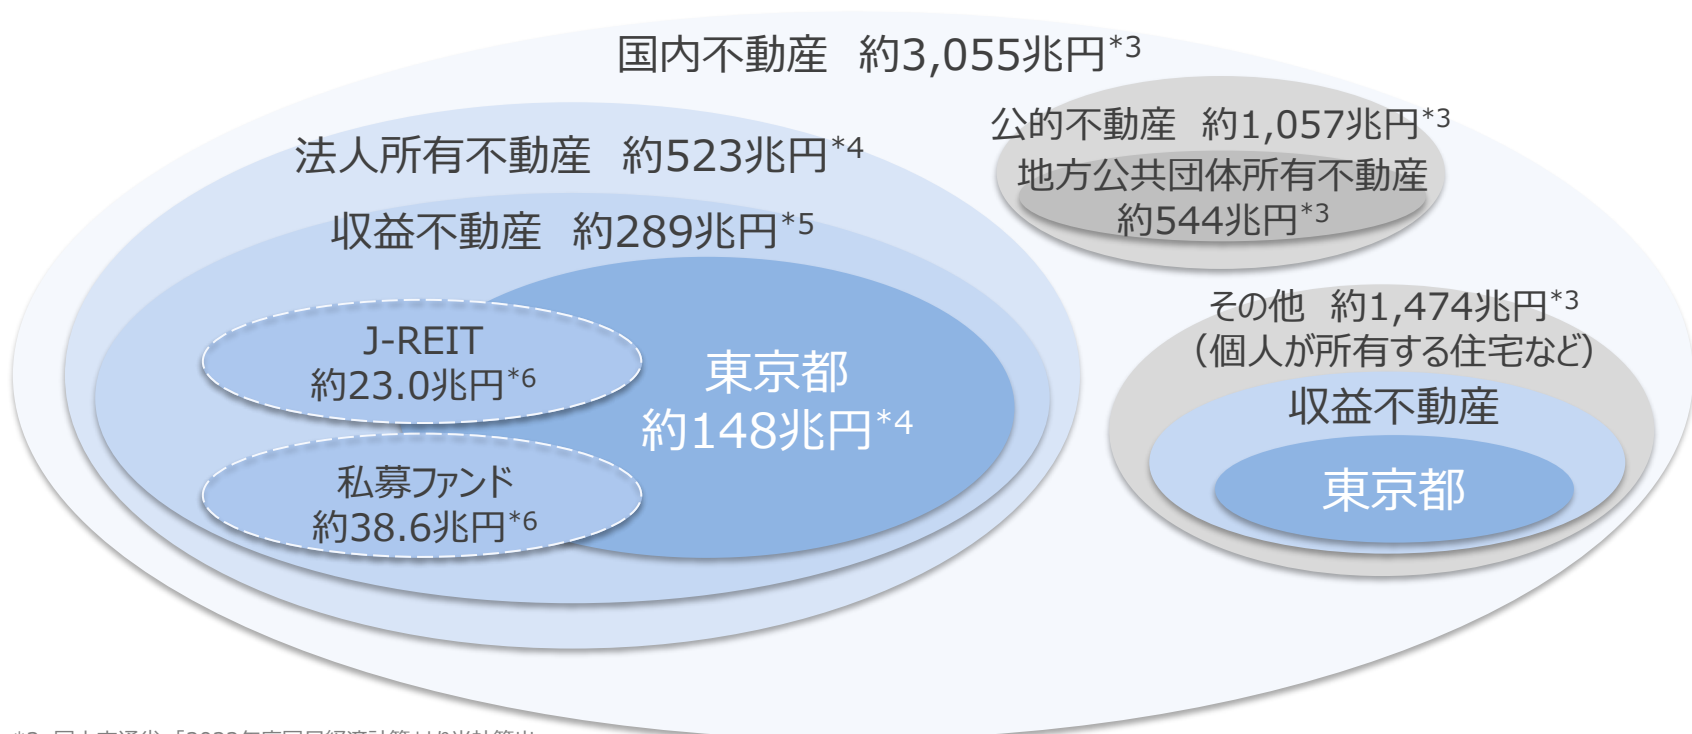 国内不動産 約3,055兆円*3
法人所有不動産 約523兆円*4
収益不動産 約289兆円*5
J-REIT
約23.0兆円*6
私募ファンド
約38.6兆円*6
東京都
約148兆円*4
公的不動産 約1,057兆円*3
地方公共団体所有不動産
約544兆円*3
その他 約1,474兆円*3
（個人が所有する住宅など）
収益不動産
東京都